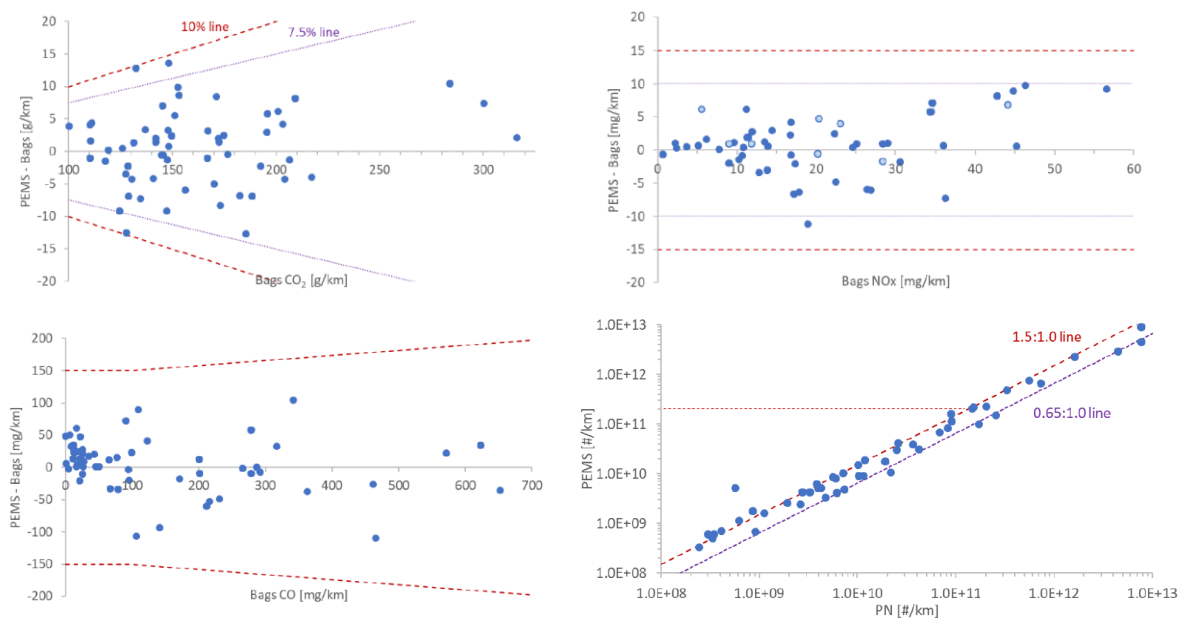 20
15
10
5
0
-5
-10
-15
-20
100
150
200
250
300
10% line
7.5% line
PEMS - Bags [g/km]
Bags CO₂ [g/km]
20
15
10
5
0
-5
-10
-15
20
0
10
20
30
40
50
60
PEMS - Bags [mg/km]
Bags NOx [mg/km]
200
150
100
50
0
-50
-100
-150
-200
0
100
200
300
400
500
600
700
PEMS - Bags [mg/km]
Bags CO [mg/km]
1.0E+13
1.0E+12
1.0E+11
1.0E+10
1.0E+09
1.0E+08
1.0E+08
1.0E+09
1.0E+10
1.0E+11
1.0E+12
1.0E+13
1.5:1.0 line
0.65:1.0 line
PEMS [#/km]
PN [#/km]